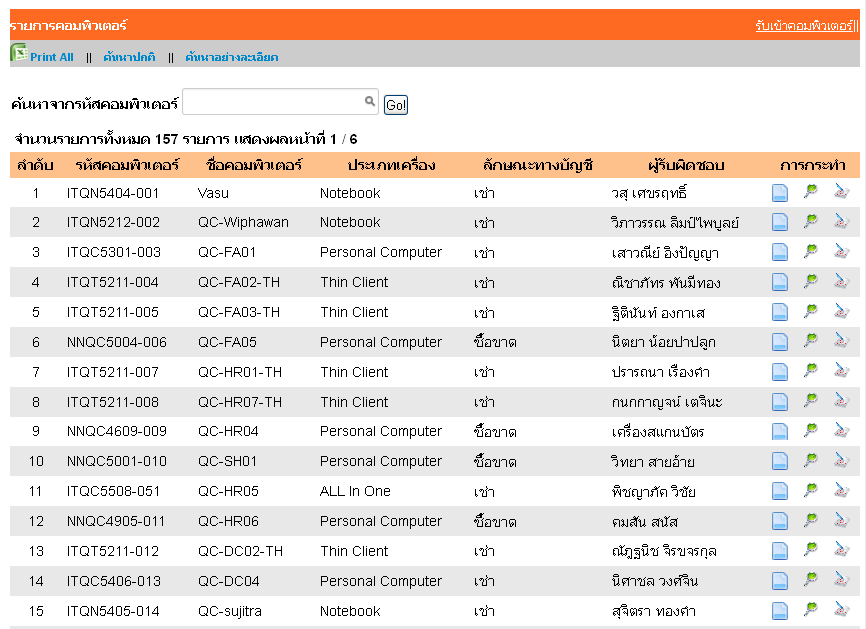 รายการคอมพิวเตอร์ รับเข้าคอมพิวเตอร์||
Print All || ค้นหาปกติ || ค้นหาอย่างละเอียด
ค้นหาจากรหัสคอมพิวเตอร์ Go!
จำนวนรายการทั้งหมด 157 รายการ แสดงผลหน้าที่ 1 / 6
ลำดับ รหัสคอมพิวเตอร์ ชื่อคอมพิวเตอร์ ประเภทเครื่อง ลักษณะทางบัญชี ผู้รับผิดชอบ การกระทำ
1 ITQN5404-001 Vasu Notebook เช่า วสุ เศขรฤทธิ์
2 ITQN5212-002 QC-Wiphawan Notebook เช่า วิภาวรรณ ลิมป์ไพบูลย์
3 ITQC5301-003 QC-FA01 Personal Computer เช่า เสาวณีย์ อิงปัญญา
4 ITQT5211-004 QC-FA02-TH Thin Client เช่า ณิชาภัทร พันมีทอง
5 ITQT5211-005 QC-FA03-TH Thin Client เช่า ฐิตินันท์ องกาเส
6 NNQC5004-006 QC-FA05 Personal Computer ซื้อขาด นิตยา น้อยปาปลูก
7 ITQT5211-007 QC-HR01-TH Thin Client เช่า ปรารถนา เรืองคำ
8 ITQT5211-008 QC-HR07-TH Thin Client เช่า กนกกาญจน์ เตจินะ
9 NNQC4609-009 QC-HR04 Personal Computer ซื้อขาด เครื่องสแกนบัตร
10 NNQC5001-010 QC-SH01 Personal Computer ซื้อขาด วิทยา สายอ้าย
11 ITQC5508-051 QC-HR05 ALL In One เช่า พิชญาภัค วิชัย
12 NNQC4905-011 QC-HR06 Personal Computer ซื้อขาด คมสัน สนัส
13 ITQT5211-012 QC-DC02-TH Thin Client เช่า ณัฎฐนิช จิรขจรกุล
14 ITQC5406-013 QC-DC04 Personal Computer เช่า นิศาชล วงศ์จีน
15 ITQN5405-014 QC-sujitra Notebook เช่า สุจิตรา ทองคำ